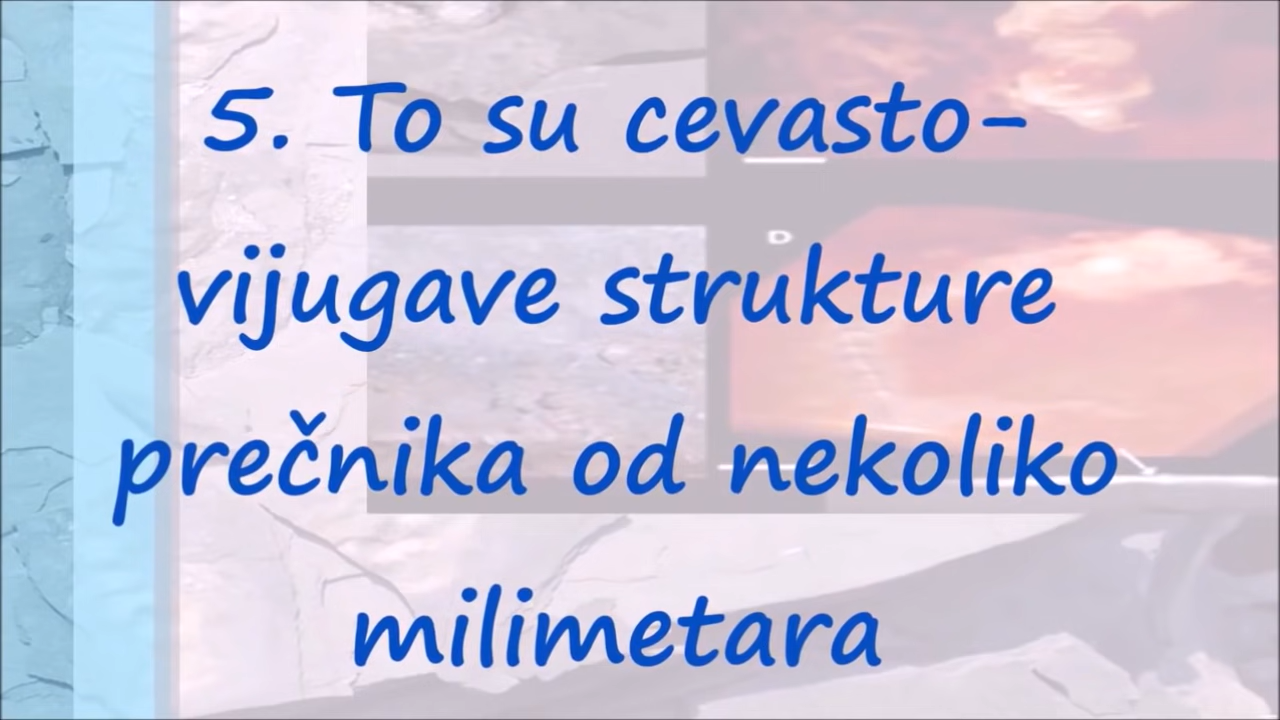 5. To su cevasto-
vijugave strukture
prečnika od nekoliko
milimetara
D